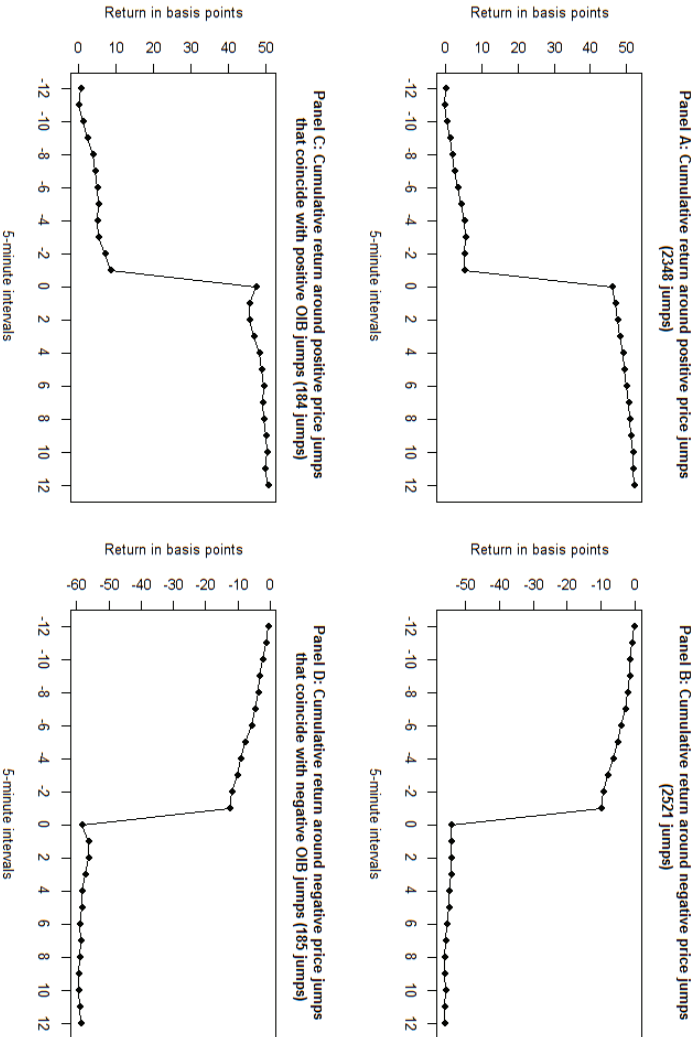 Panel A: Cumulative return around positive price jumps
(2348 jumps)
Return in basis points
0 10 20 30 40 50
-12 -10 -8 -6 -4 -2 0 2 4 6 8 10 12
5-minute intervals
Panel B: Cumulative return around negative price jumps
(2521 jumps)
Return in basis points
-50 -40 -30 -20 -10 0
-12 -10 -8 -6 -4 -2 0 2 4 6 8 10 12
5-minute intervals
Panel C: Cumulative return around positive price jumps
that coincide with positive OIB jumps (184 jumps)
Return in basis points
0 10 20 30 40 50
-12 -10 -8 -6 -4 -2 0 2 4 6 8 10 12
5-minute intervals
Panel D: Cumulative return around negative price jumps
that coincide with negative OIB jumps (185 jumps)
Return in basis points
-60 -50 -40 -30 -20 -10 0
-12 -10 -8 -6 -4 -2 0 2 4 6 8 10 12
5-minute intervals